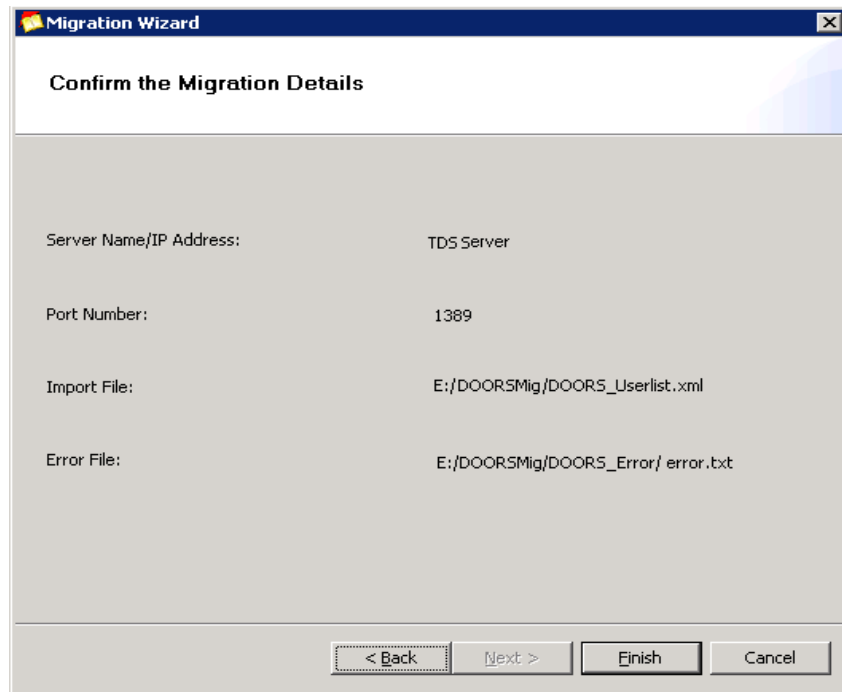 Migration Wizard
Confirm the Migration Details
Server Name/IP Address: TDS Server
Port Number: 1389
Import File: E:/DOORSMig/DOORS_Userlist.xml
Error File: E:/DOORSMig/DOORS_Error/ error.txt
< Back Next > Finish Cancel